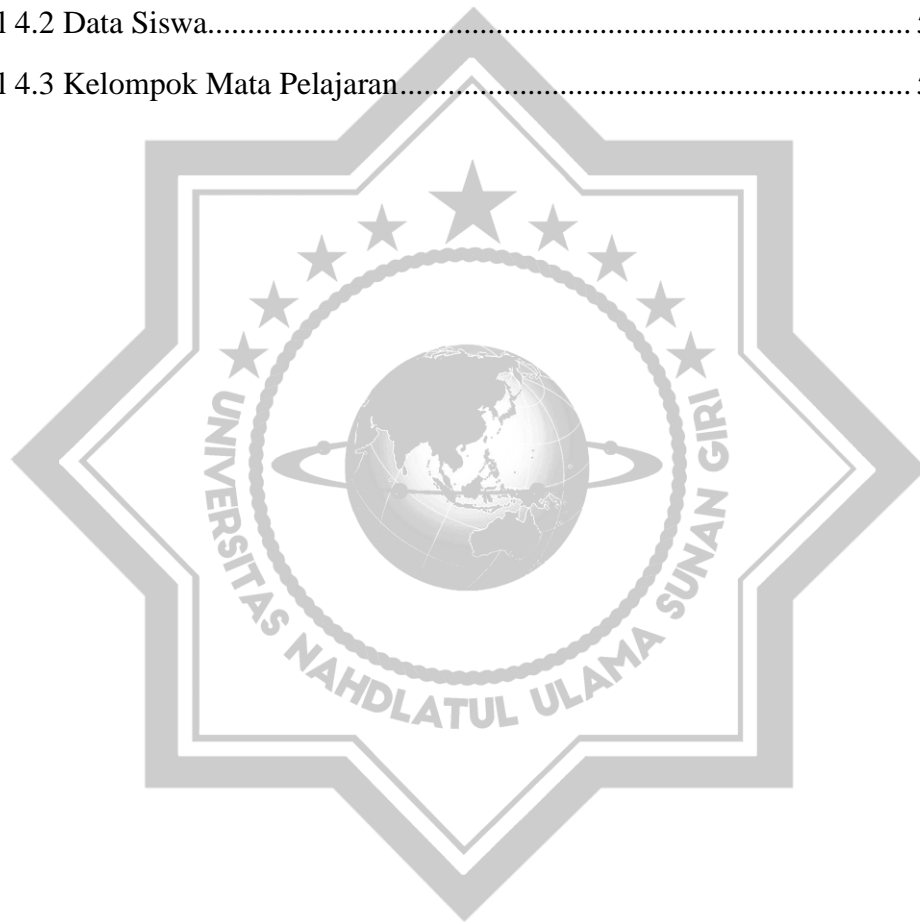 l 4.2 Data Siswa
l 4.3 Kelompok Mata Pelajaran
UNIVERSITAS NAHDLATUL ULAMA SUNAN GIRI